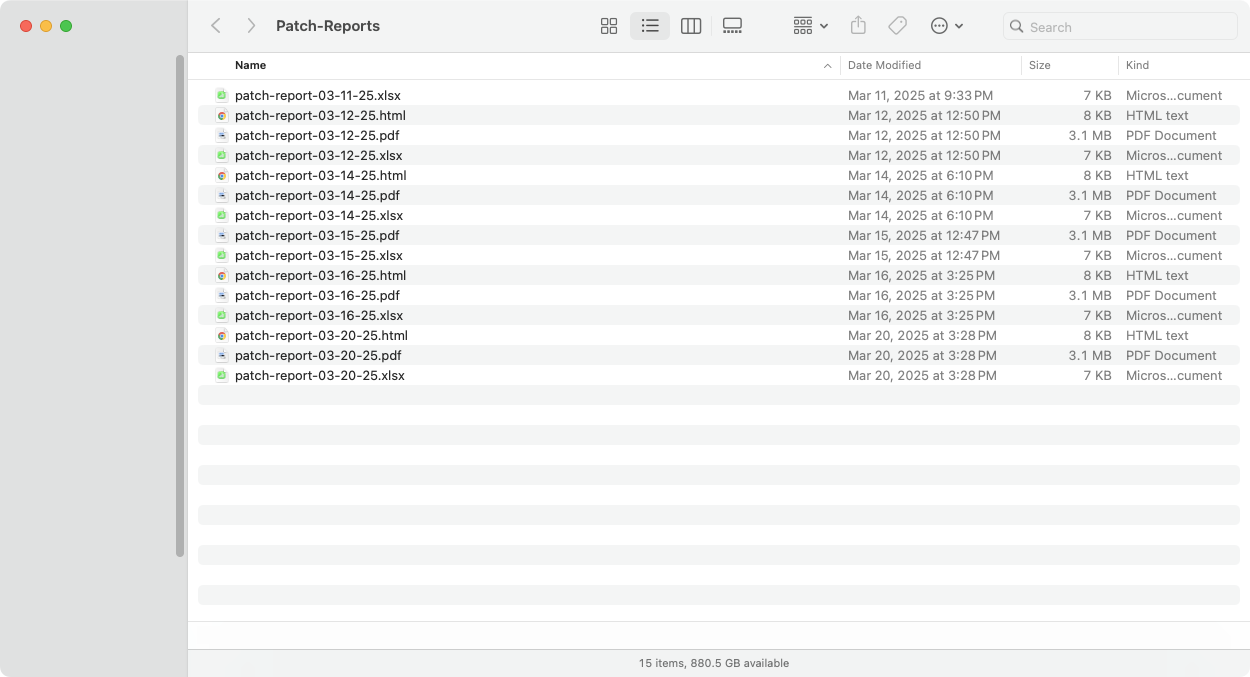 Patch-Reports
Search
Name Date Modified Size Kind
patch-report-03-11-25.xlsx Mar 11, 2025 at 9:33 PM 7 KB Micros...cument
patch-report-03-12-25.html Mar 12, 2025 at 12:50 PM 8 KB HTML text
patch-report-03-12-25.pdf Mar 12, 2025 at 12:50 PM 3.1 MB PDF Document
patch-report-03-12-25.xlsx Mar 12, 2025 at 12:50 PM 7 KB Micros...cument
patch-report-03-14-25.html Mar 14, 2025 at 6:10 PM 8 KB HTML text
patch-report-03-14-25.pdf Mar 14, 2025 at 6:10 PM 3.1 MB PDF Document
patch-report-03-14-25.xlsx Mar 14, 2025 at 6:10 PM 7 KB Micros...cument
patch-report-03-15-25.pdf Mar 15, 2025 at 12:47 PM 3.1 MB PDF Document
patch-report-03-15-25.xlsx Mar 15, 2025 at 12:47 PM 7 KB Micros...cument
patch-report-03-16-25.html Mar 16, 2025 at 3:25 PM 8 KB HTML text
patch-report-03-16-25.pdf Mar 16, 2025 at 3:25 PM 3.1 MB PDF Document
patch-report-03-16-25.xlsx Mar 16, 2025 at 3:25 PM 7 KB Micros...cument
patch-report-03-20-25.html Mar 20, 2025 at 3:28 PM 8 KB HTML text
patch-report-03-20-25.pdf Mar 20, 2025 at 3:28 PM 3.1 MB PDF Document
patch-report-03-20-25.xlsx Mar 20, 2025 at 3:28 PM 7 KB Micros...cument
15 items, 880.5 GB available